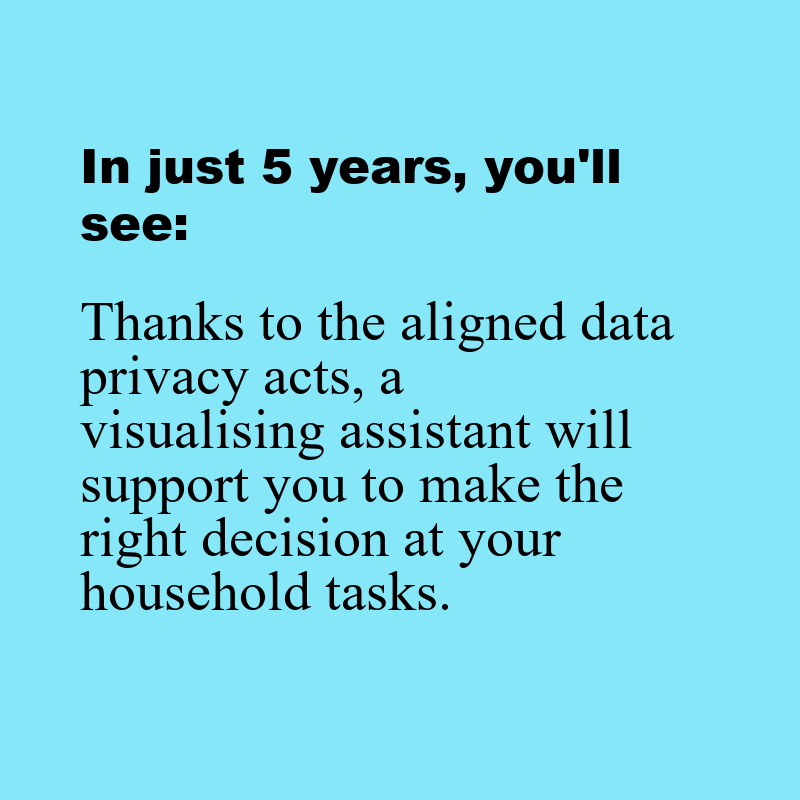 In just 5 years, you'll
see:
Thanks to the aligned data
privacy acts, a
visualising assistant will
support you to make the
right decision at your
household tasks.